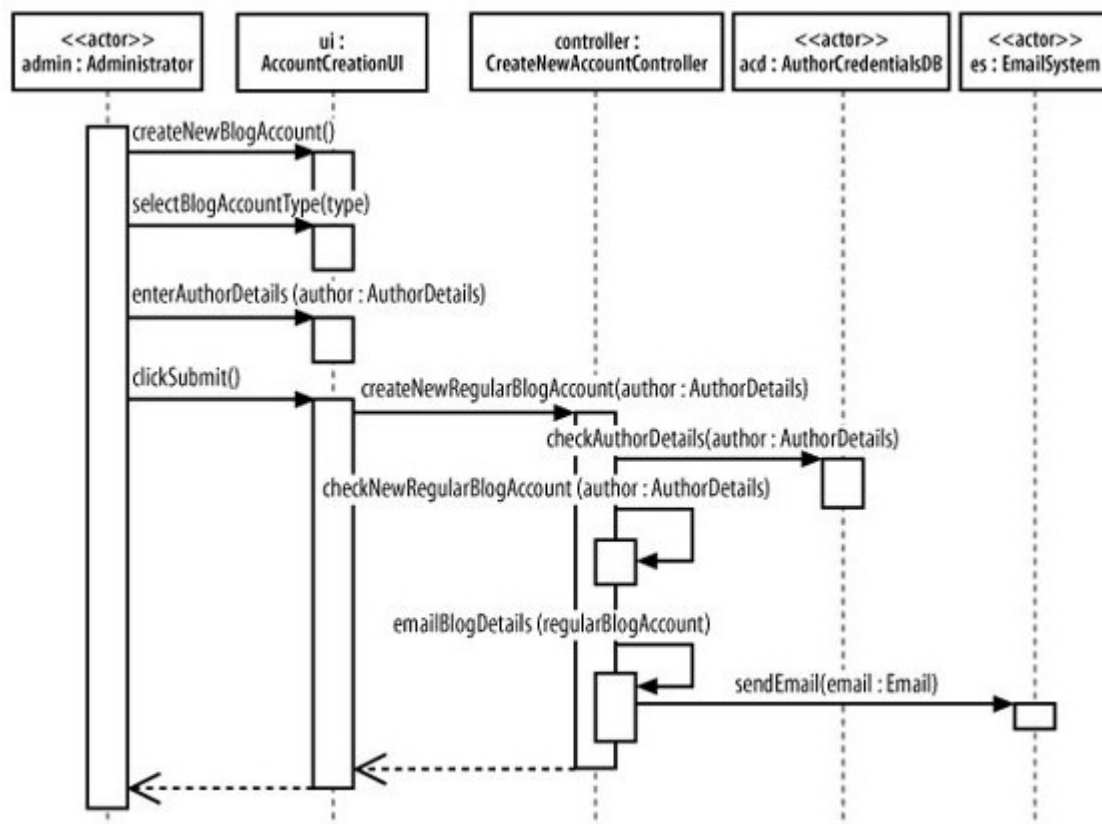 <<actor>>
admin : Administrator
ui :
AccountCreationUI
controller :
CreateNewAccountController
<<actor>>
acd : AuthorCredentialsDB
<<actor>>
es : EmailSystem
createNewBlogAccount()
selectBlogAccountType(type)
enterAuthorDetails (author : AuthorDetails)
clickSubmit()
createNewRegularBlogAccount(author : AuthorDetails)
checkAuthorDetails(author : AuthorDetails)
checkNewRegularBlogAccount (author : AuthorDetails)
emailBlogDetails (regularBlogAccount)
sendEmail(email : Email)